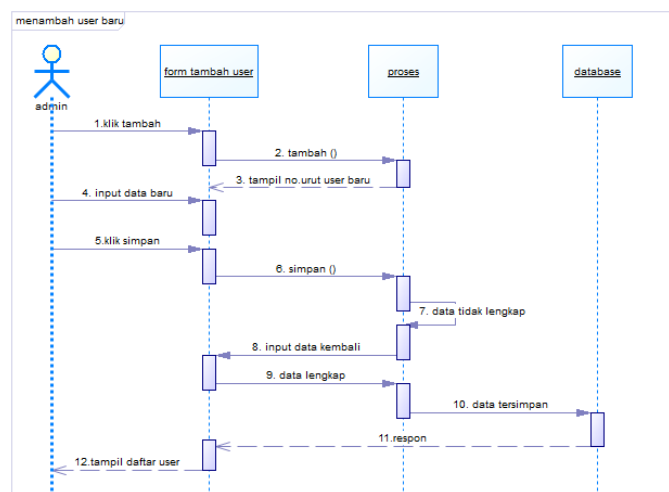 menambah user baru
form tambah user
proses
database
admin
1.klik tambah
2. tambah ()
3. tampil no.urut user baru
4. input data baru
5.klik simpan
6. simpan ()
7. data tidak lengkap
8. input data kembali
9. data lengkap
10. data tersimpan
11.respon
12.tampil daftar user